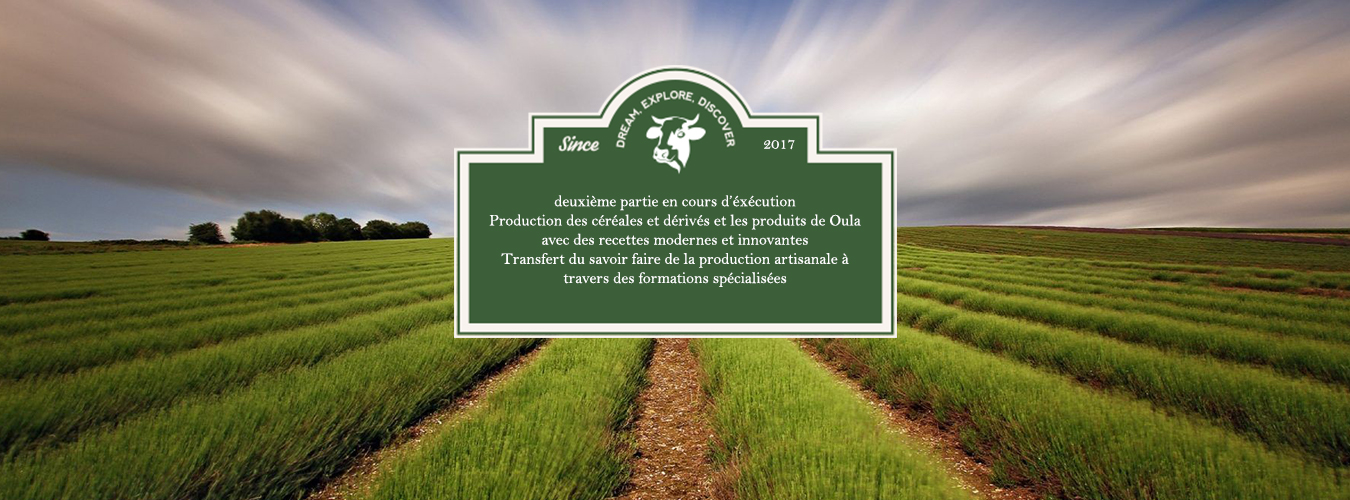 DREAM, EXPLORE, DISCOVER
Since 2017
deuxième partie en cours d'éxécution
Production des céréales et dérivés et les produits de Oula
avec des recettes modernes et innovantes
Transfert du savoir faire de la production artisanale à
travers des formations spécialisées